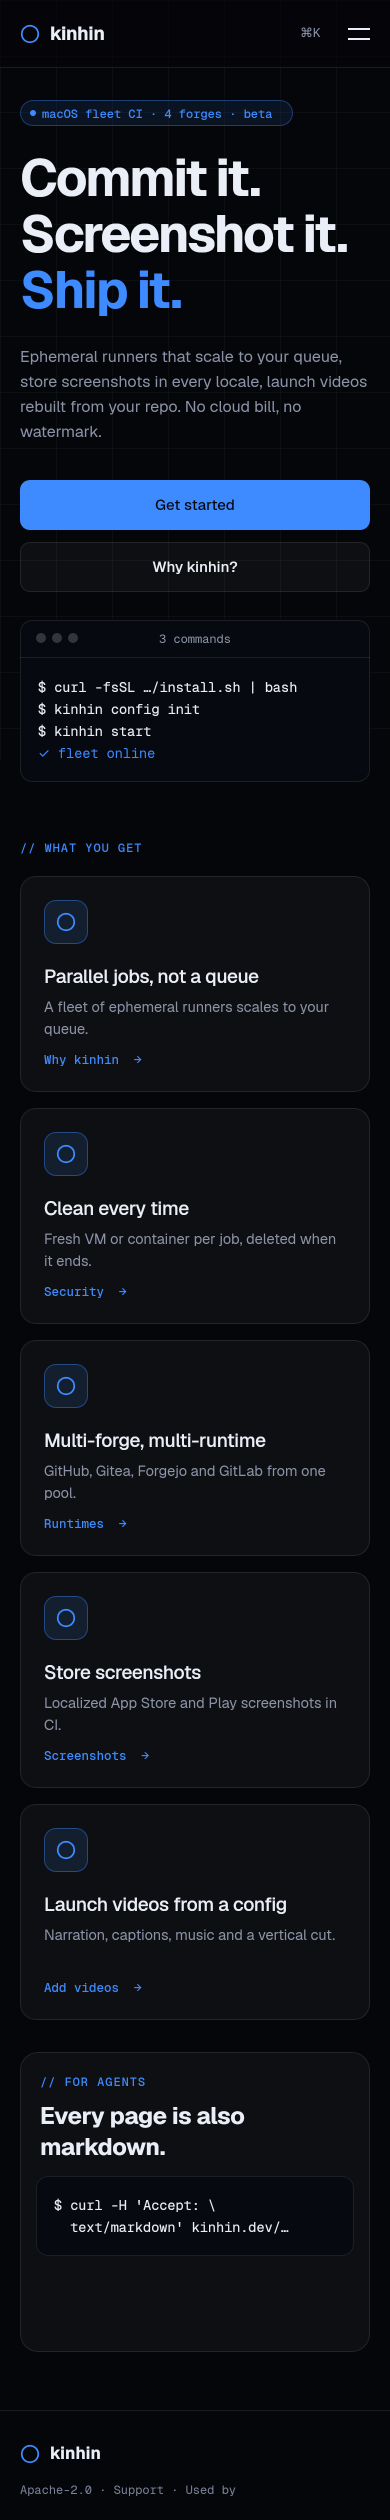 kinhin
⌘K
macOS fleet CI · 4 forges · beta
Commit it.
Screenshot it.
Ship it.
Ephemeral runners that scale to your queue,
store screenshots in every locale, launch videos
rebuilt from your repo. No cloud bill, no
watermark.
Get started
Why kinhin?
3 commands
$ curl -fsSL …/install.sh | bash
$ kinhin config init
$ kinhin start
✓ fleet online
// WHAT YOU GET
Parallel jobs, not a queue
A fleet of ephemeral runners scales to your
queue.
Why kinhin →
Clean every time
Fresh VM or container per job, deleted when
it ends.
Security →
Multi-forge, multi-runtime
GitHub, Gitea, Forgejo and GitLab from one
pool.
Runtimes →
Store screenshots
Localized App Store and Play screenshots in
CI.
Screenshots →
Launch videos from a config
Narration, captions, music and a vertical cut.
Add videos →
// FOR AGENTS
Every page is also
markdown.
$ curl -H 'Accept: \
text/markdown' kinhin.dev/…
kinhin
Apache-2.0 · Support · Used by